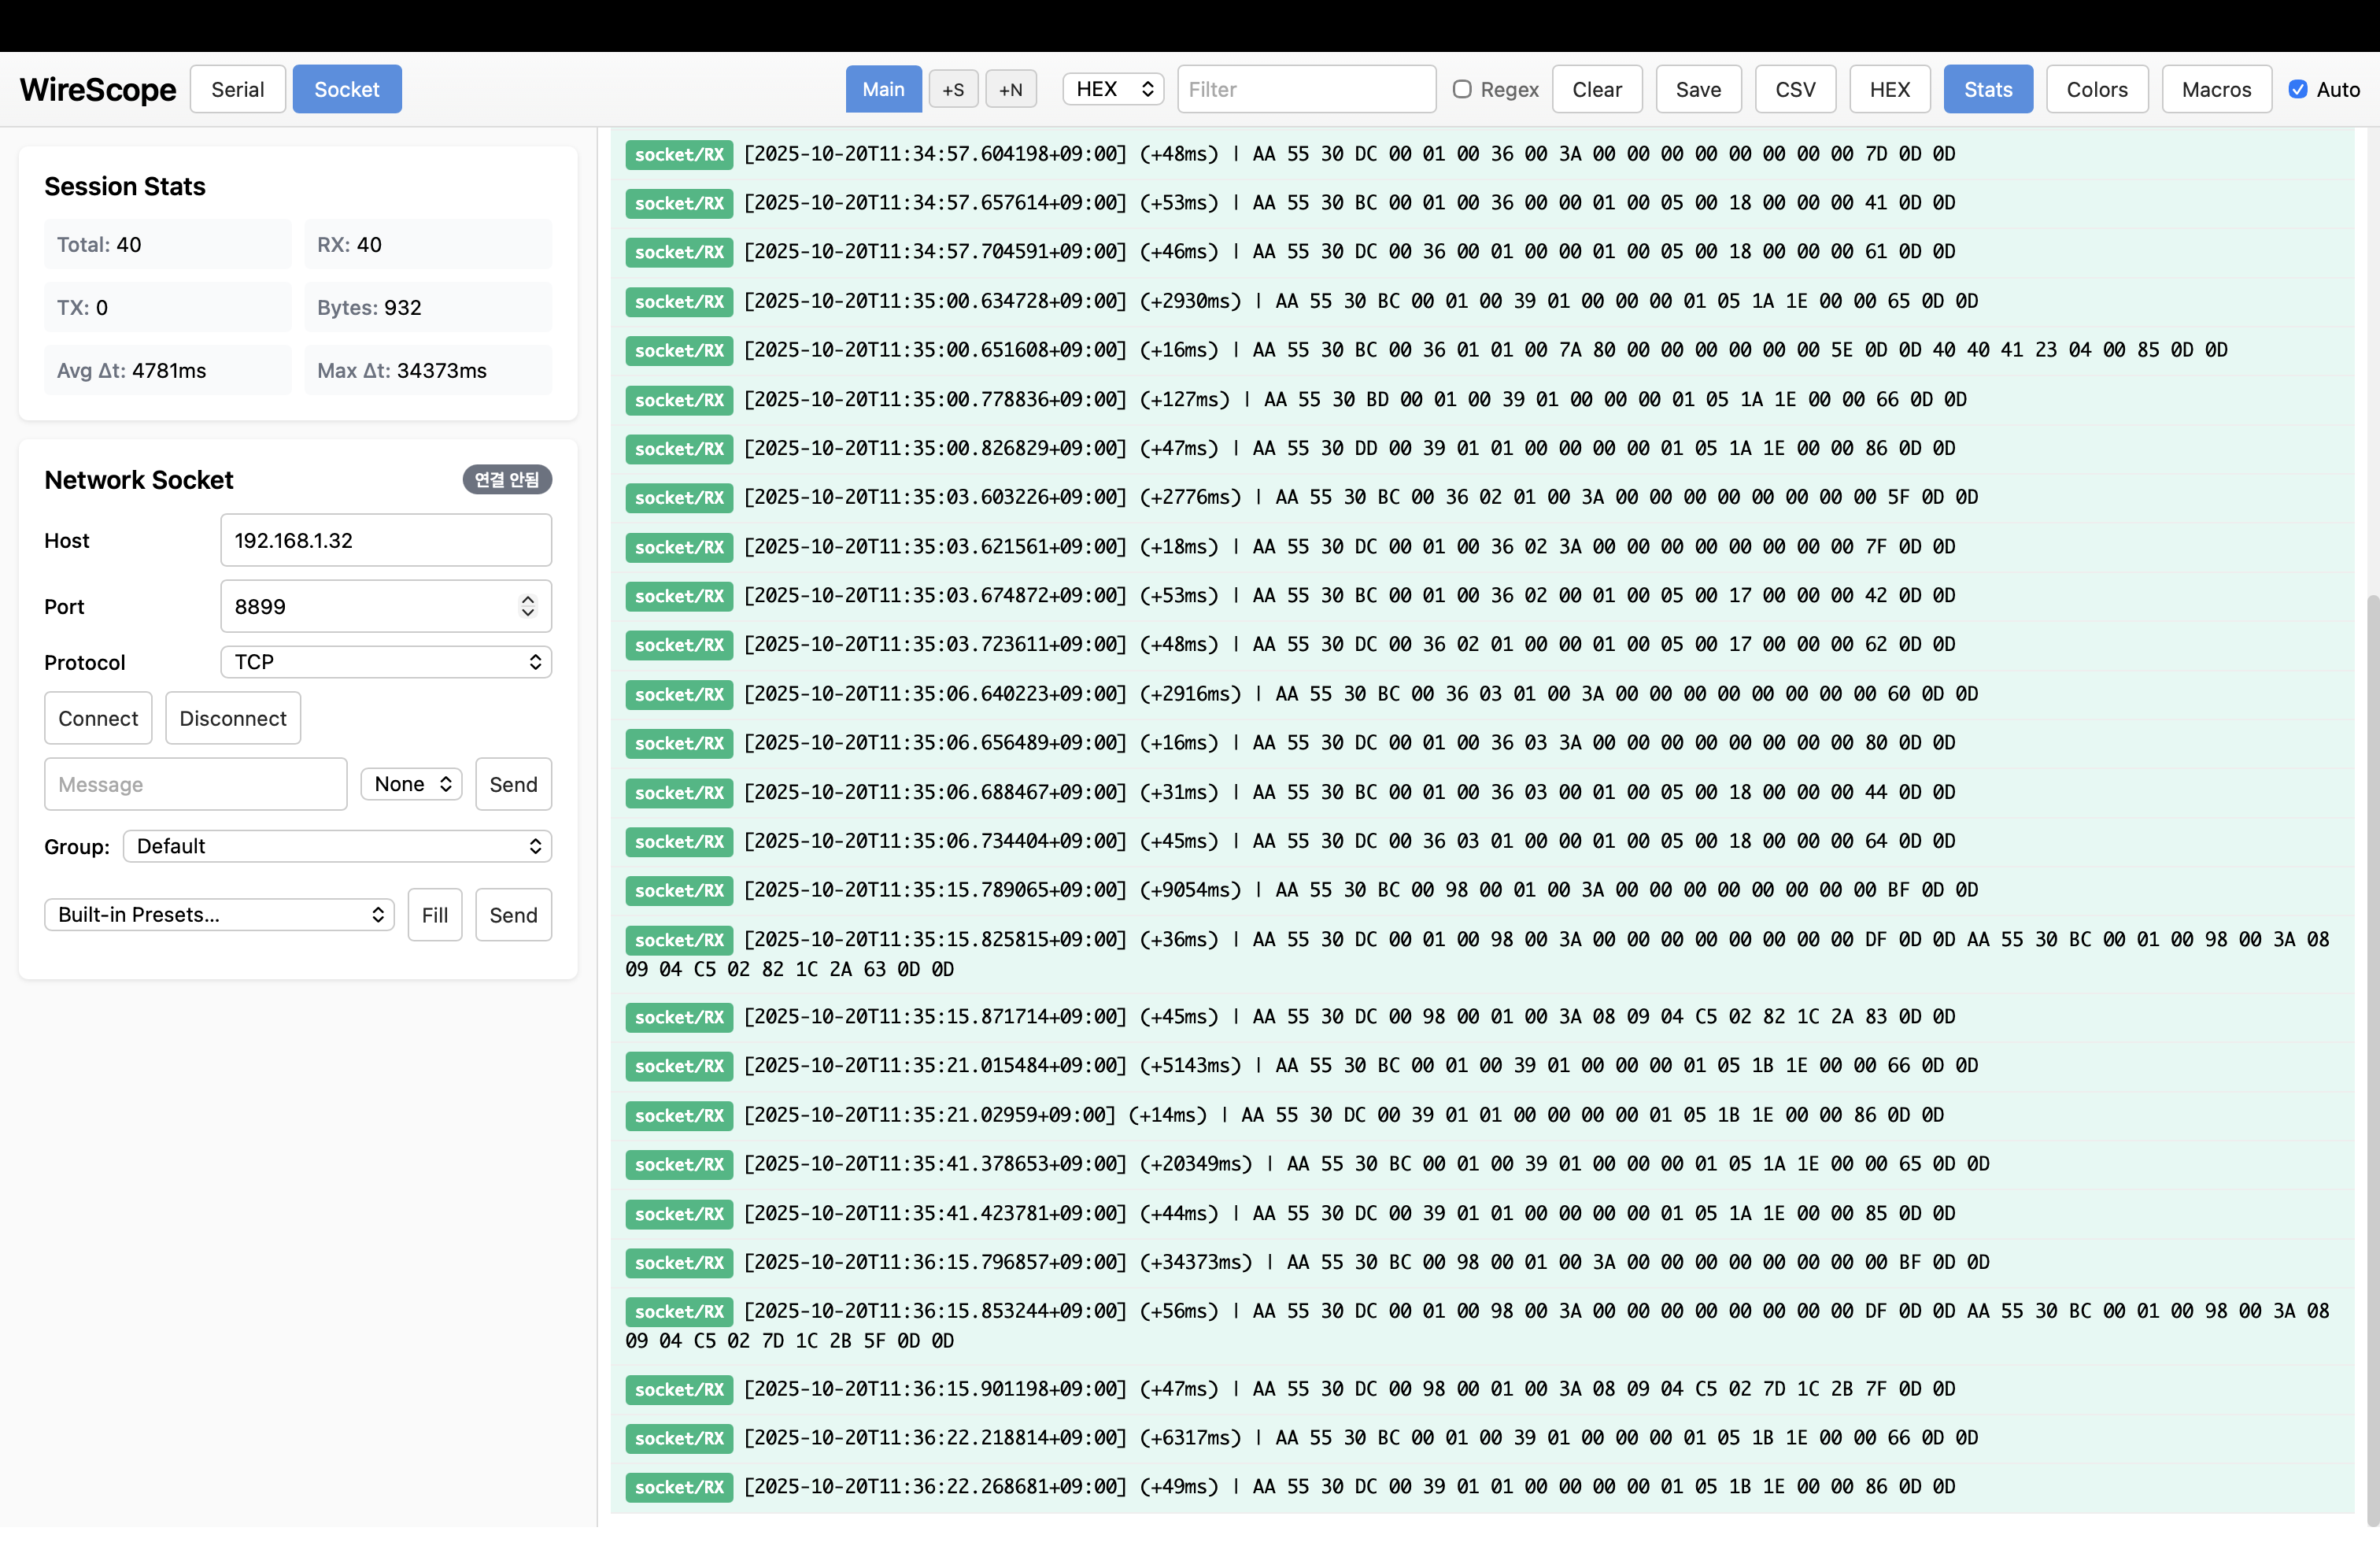 WireScope Serial Socket Main +S +N HEX Filter Regex Clear Save CSV HEX Stats Colors Macros Auto
Session Stats
Total: 40 RX: 40
TX: 0 Bytes: 932
Avg Δt: 4781ms Max Δt: 34373ms
Network Socket 연결 안됨
Host 192.168.1.32
Port 8899
Protocol TCP
Connect Disconnect
Message None Send
Group: Default
Built-in Presets... Fill Send
socket/RX [2025-10-20T11:34:57.604198+09:00] (+48ms) | AA 55 30 DC 00 01 00 36 00 3A 00 00 00 00 00 00 00 00 7D 0D 0D
socket/RX [2025-10-20T11:34:57.657614+09:00] (+53ms) | AA 55 30 BC 00 01 00 36 00 00 01 00 05 00 18 00 00 00 41 0D 0D
socket/RX [2025-10-20T11:34:57.704591+09:00] (+46ms) | AA 55 30 DC 00 36 00 01 00 00 01 00 05 00 18 00 00 00 61 0D 0D
socket/RX [2025-10-20T11:35:00.634728+09:00] (+2930ms) | AA 55 30 BC 00 01 00 39 01 00 00 00 01 05 1A 1E 00 00 65 0D 0D
socket/RX [2025-10-20T11:35:00.651608+09:00] (+16ms) | AA 55 30 BC 00 36 01 01 00 7A 80 00 00 00 00 00 00 5E 0D 0D 40 40 41 23 04 00 85 0D 0D
socket/RX [2025-10-20T11:35:00.778836+09:00] (+127ms) | AA 55 30 BD 00 01 00 39 01 00 00 00 01 05 1A 1E 00 00 66 0D 0D
socket/RX [2025-10-20T11:35:00.826829+09:00] (+47ms) | AA 55 30 DD 00 39 01 01 00 00 00 00 01 05 1A 1E 00 00 86 0D 0D
socket/RX [2025-10-20T11:35:03.603226+09:00] (+2776ms) | AA 55 30 BC 00 36 02 01 00 3A 00 00 00 00 00 00 00 00 5F 0D 0D
socket/RX [2025-10-20T11:35:03.621561+09:00] (+18ms) | AA 55 30 DC 00 01 00 36 02 3A 00 00 00 00 00 00 00 00 7F 0D 0D
socket/RX [2025-10-20T11:35:03.674872+09:00] (+53ms) | AA 55 30 BC 00 01 00 36 02 00 01 00 05 00 17 00 00 00 42 0D 0D
socket/RX [2025-10-20T11:35:03.723611+09:00] (+48ms) | AA 55 30 DC 00 36 02 01 00 00 01 00 05 00 17 00 00 00 62 0D 0D
socket/RX [2025-10-20T11:35:06.640223+09:00] (+2916ms) | AA 55 30 BC 00 36 03 01 00 3A 00 00 00 00 00 00 00 00 60 0D 0D
socket/RX [2025-10-20T11:35:06.656489+09:00] (+16ms) | AA 55 30 DC 00 01 00 36 03 3A 00 00 00 00 00 00 00 00 80 0D 0D
socket/RX [2025-10-20T11:35:06.688467+09:00] (+31ms) | AA 55 30 BC 00 01 00 36 03 00 01 00 05 00 18 00 00 00 44 0D 0D
socket/RX [2025-10-20T11:35:06.734404+09:00] (+45ms) | AA 55 30 DC 00 36 03 01 00 00 01 00 05 00 18 00 00 00 64 0D 0D
socket/RX [2025-10-20T11:35:15.789065+09:00] (+9054ms) | AA 55 30 BC 00 98 00 01 00 3A 00 00 00 00 00 00 00 00 BF 0D 0D
socket/RX [2025-10-20T11:35:15.825815+09:00] (+36ms) | AA 55 30 DC 00 01 00 98 00 3A 00 00 00 00 00 00 00 00 DF 0D 0D AA 55 30 BC 00 01 00 98 00 3A 08
09 04 C5 02 82 1C 2A 63 0D 0D
socket/RX [2025-10-20T11:35:15.871714+09:00] (+45ms) | AA 55 30 DC 00 98 00 01 00 3A 08 09 04 C5 02 82 1C 2A 83 0D 0D
socket/RX [2025-10-20T11:35:21.015484+09:00] (+5143ms) | AA 55 30 BC 00 01 00 39 01 00 00 00 01 05 1B 1E 00 00 66 0D 0D
socket/RX [2025-10-20T11:35:21.02959+09:00] (+14ms) | AA 55 30 DC 00 39 01 01 00 00 00 00 01 05 1B 1E 00 00 86 0D 0D
socket/RX [2025-10-20T11:35:41.378653+09:00] (+20349ms) | AA 55 30 BC 00 01 00 39 01 00 00 00 01 05 1A 1E 00 00 65 0D 0D
socket/RX [2025-10-20T11:35:41.423781+09:00] (+44ms) | AA 55 30 DC 00 39 01 01 00 00 00 00 01 05 1A 1E 00 00 85 0D 0D
socket/RX [2025-10-20T11:36:15.796857+09:00] (+34373ms) | AA 55 30 BC 00 98 00 01 00 3A 00 00 00 00 00 00 00 00 BF 0D 0D
socket/RX [2025-10-20T11:36:15.853244+09:00] (+56ms) | AA 55 30 DC 00 01 00 98 00 3A 00 00 00 00 00 00 00 00 DF 0D 0D AA 55 30 BC 00 01 00 98 00 3A 08
09 04 C5 02 7D 1C 2B 5F 0D 0D
socket/RX [2025-10-20T11:36:15.901198+09:00] (+47ms) | AA 55 30 DC 00 98 00 01 00 3A 08 09 04 C5 02 7D 1C 2B 7F 0D 0D
socket/RX [2025-10-20T11:36:22.218814+09:00] (+6317ms) | AA 55 30 BC 00 01 00 39 01 00 00 00 01 05 1B 1E 00 00 66 0D 0D
socket/RX [2025-10-20T11:36:22.268681+09:00] (+49ms) | AA 55 30 DC 00 39 01 01 00 00 00 00 01 05 1B 1E 00 00 86 0D 0D